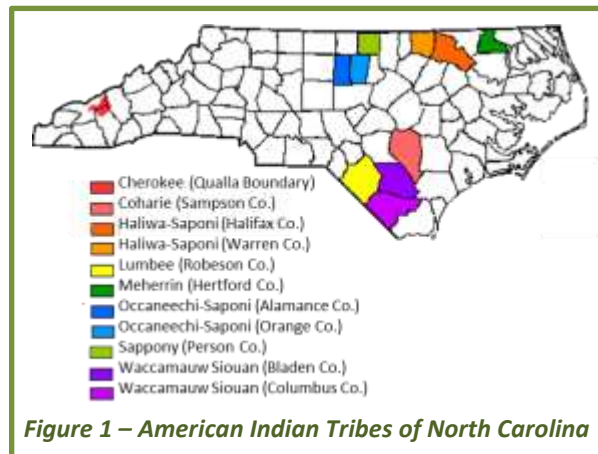 Cherokee (Qualla Boundary)
Coharie (Sampson Co.)
Haliwa-Saponi (Halifax Co.)
Haliwa-Saponi (Warren Co.)
Lumbee (Robeson Co.)
Meherrin (Hertford Co.)
Occaneechi-Saponi (Alamance Co.)
Occaneechi-Saponi (Orange Co.)
Sappony (Person Co.)
Waccamauw Siouan (Bladen Co.)
Waccamauw Siouan (Columbus Co.)
Figure 1 – American Indian Tribes of North Carolina